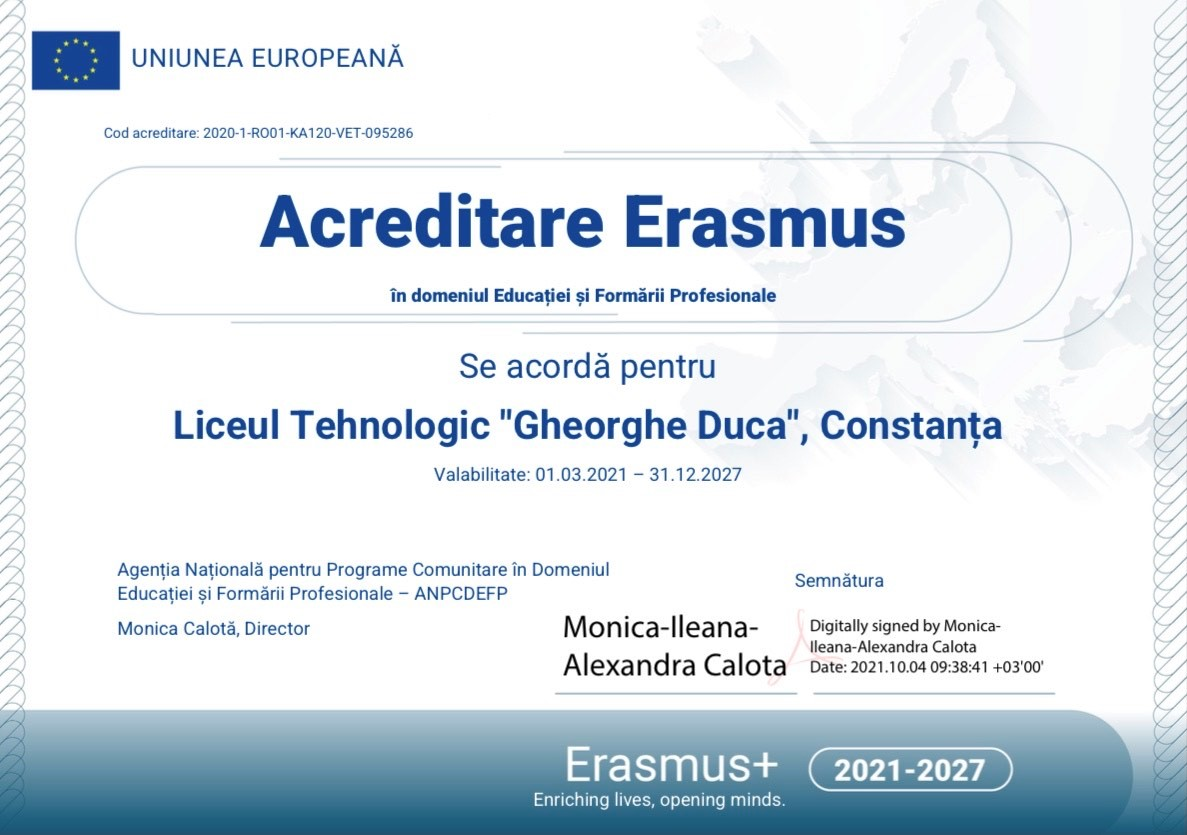 UNIUNEA EUROPEANĂ
Cod acreditare: 2020-1-RO01-KA120-VET-095286
Acreditare Erasmus
în domeniul Educației și Formării Profesionale
Se acordă pentru
Liceul Tehnologic "Gheorghe Duca", Constanța
Valabilitate: 01.03.2021 – 31.12.2027
Agenția Națională pentru Programe Comunitare în Domeniul
Educației și Formării Profesionale – ANPCDEFP
Monica Calotă, Director
Semnătura
Monica-Ileana-
Alexandra Calota
Digitally signed by Monica-
Ileana-Alexandra Calota
Date: 2021.10.04 09:38:41 +03'00'
Erasmus+
2021-2027
Enriching lives, opening minds.